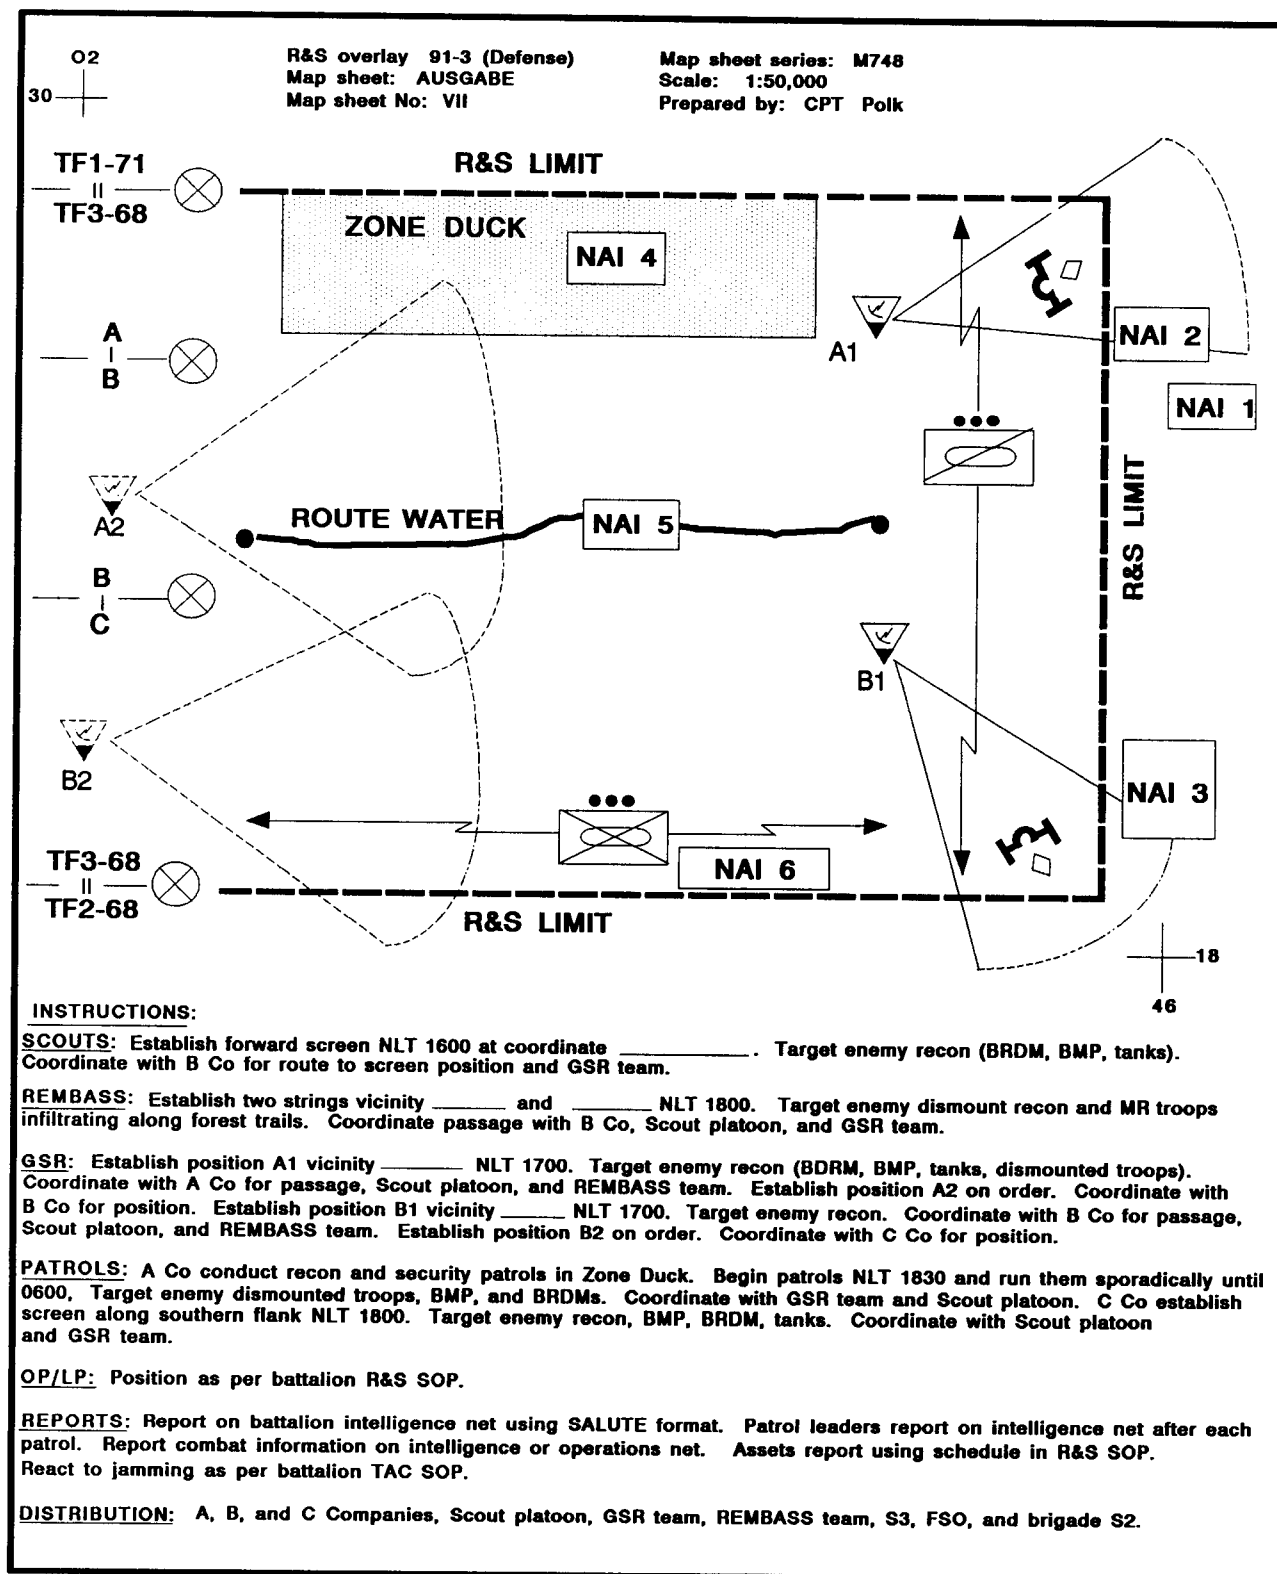 O2
30
R&S overlay 91-3 (Defense)
Map sheet: AUSGABE
Map sheet No: VII
Map sheet series: M748
Scale: 1:50,000
Prepared by: CPT Polk
TF1-71
II
TF3-68
R&S LIMIT
ZONE DUCK
NAI 4
A1
NAI 2
NAI 1
A
I
B
R&S LIMIT
A2
ROUTE WATER
NAI 5
B
I
C
B1
B2
NAI 3
NAI 6
TF3-68
II
TF2-68
R&S LIMIT
18
46
INSTRUCTIONS:
SCOUTS: Establish forward screen NLT 1600 at coordinate ____________. Target enemy recon (BRDM, BMP, tanks).
Coordinate with B Co for route to screen position and GSR team.
REMBASS: Establish two strings vicinity ______ and ______ NLT 1800. Target enemy dismount recon and MR troops
infiltrating along forest trails. Coordinate passage with B Co, Scout platoon, and GSR team.
GSR: Establish position A1 vicinity ______ NLT 1700. Target enemy recon (BDRM, BMP, tanks, dismounted troops).
Coordinate with A Co for passage, Scout platoon, and REMBASS team. Establish position A2 on order. Coordinate with
B Co for position. Establish position B1 vicinity _____ NLT 1700. Target enemy recon. Coordinate with B Co for passage,
Scout platoon, and REMBASS team. Establish position B2 on order. Coordinate with C Co for position.
PATROLS: A Co conduct recon and security patrols in Zone Duck. Begin patrols NLT 1830 and run them sporadically until
0600, Target enemy dismounted troops, BMP, and BRDMs. Coordinate with GSR team and Scout platoon. C Co establish
screen along southern flank NLT 1800. Target enemy recon, BMP, BRDM, tanks. Coordinate with Scout platoon
and GSR team.
OP/LP: Position as per battalion R&S SOP.
REPORTS: Report on battalion intelligence net using SALUTE format. Patrol leaders report on intelligence net after each
patrol. Report combat information on intelligence or operations net. Assets report using schedule in R&S SOP.
React to jamming as per battalion TAC SOP.
DISTRIBUTION: A, B, and C Companies, Scout platoon, GSR team, REMBASS team, S3, FSO, and brigade S2.